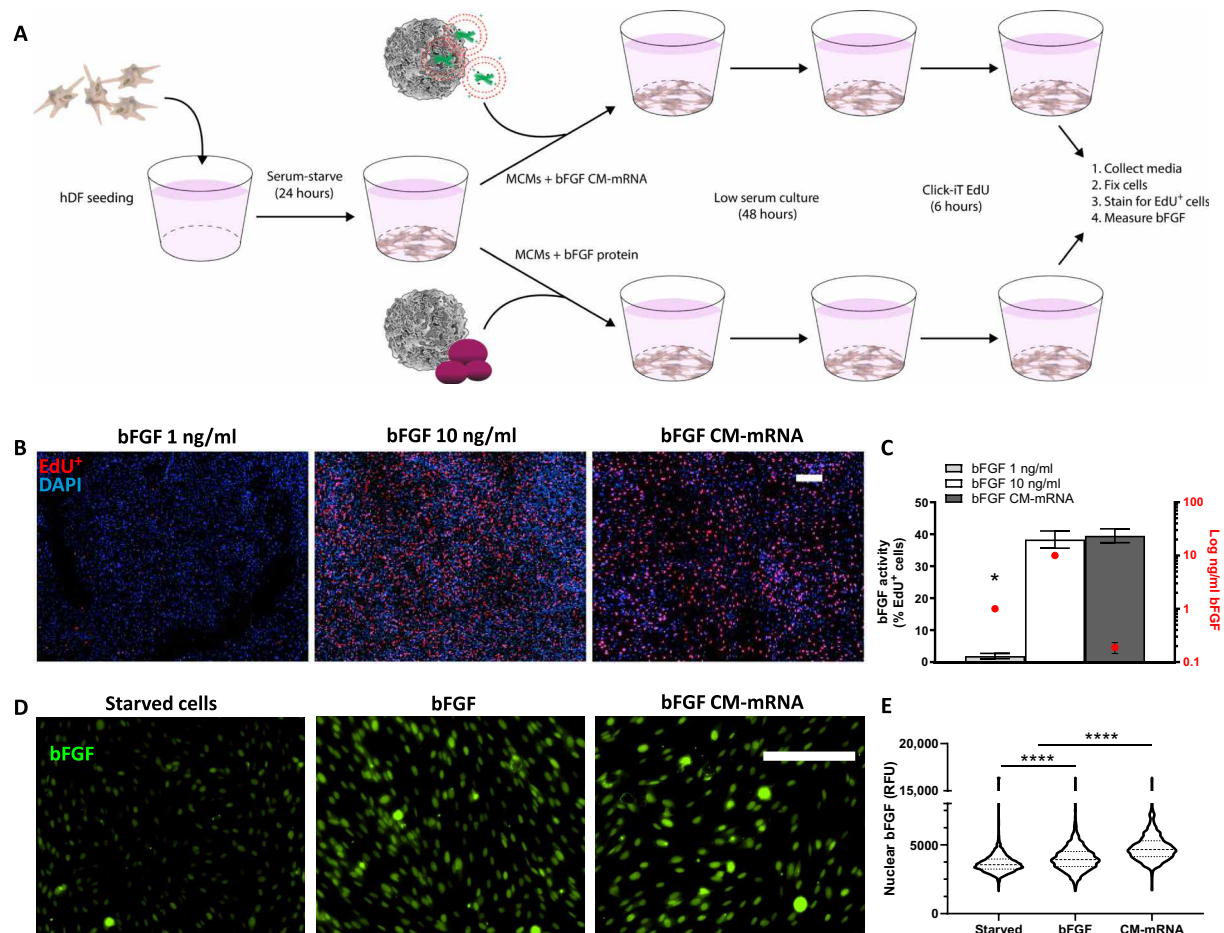 A
hDF seeding
Serum-starve
(24 hours)
MCMs + bFGF CM-mRNA
MCMs + bFGF protein
Low serum culture
(48 hours)
Click-iT EdU
(6 hours)
1. Collect media
2. Fix cells
3. Stain for EdU⁺ cells
4. Measure bFGF
B
bFGF 1 ng/ml
bFGF 10 ng/ml
bFGF CM-mRNA
EdU⁺
DAPI
C
bFGF 1 ng/ml
bFGF 10 ng/ml
bFGF CM-mRNA
bFGF activity
(% EdU⁺ cells)
50
40
30
20
10
0
*
100
10
1
0.1
Log ng/ml bFGF
D
Starved cells
bFGF
bFGF CM-mRNA
bFGF
E
Nuclear bFGF (RFU)
20,000
15,000
5000
0
****
****
Starved
bFGF
CM-mRNA